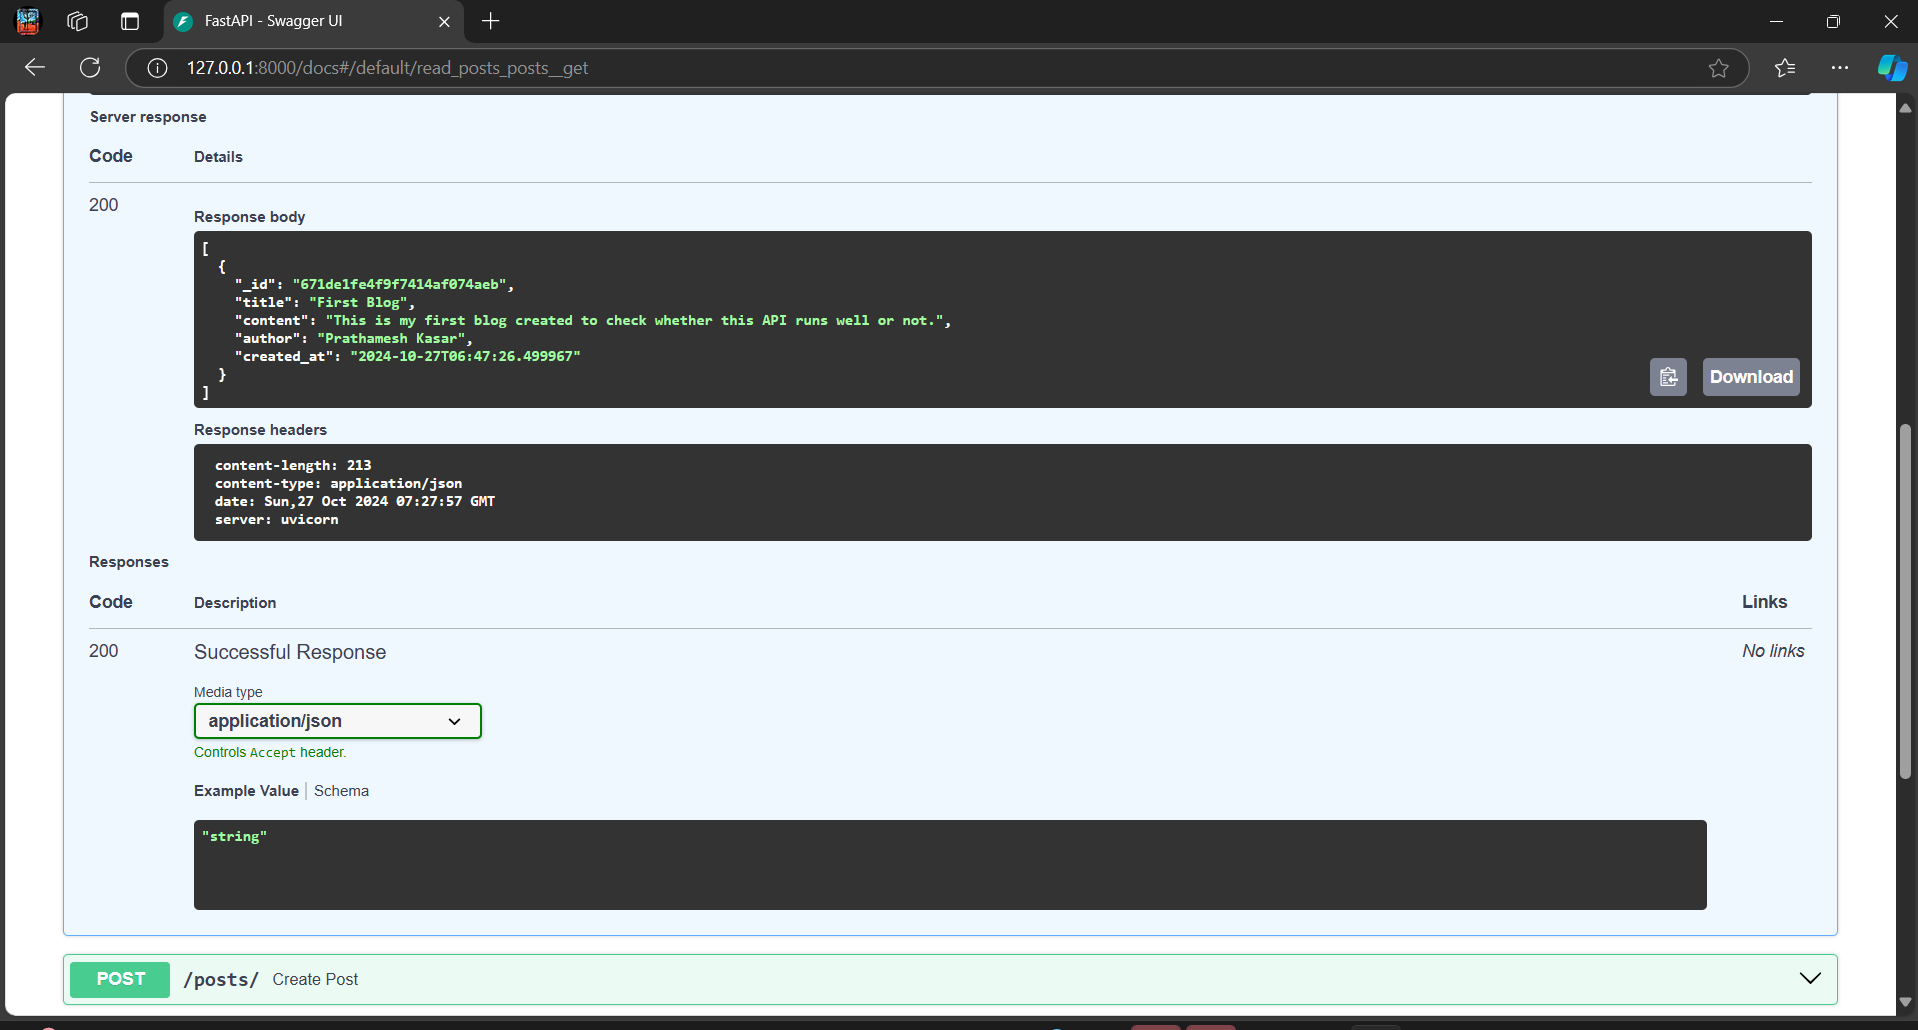 FastAPI - Swagger UI
127.0.0.1:8000/docs#/default/read_posts_posts__get
Server response
Code Details
200
Response body
[
{
"_id": "671de1fe4f9f7414af074aeb",
"title": "First Blog",
"content": "This is my first blog created to check whether this API runs well or not.",
"author": "Prathamesh Kasar",
"created_at": "2024-10-27T06:47:26.499967"
}
]
Download
Response headers
content-length: 213
content-type: application/json
date: Sun,27 Oct 2024 07:27:57 GMT
server: uvicorn
Responses
Code Description Links
200 Successful Response No links
Media type
application/json
Controls Accept header.
Example Value Schema
"string"
POST /posts/ Create Post